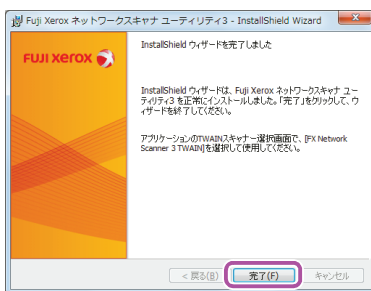 Fuji Xerox ネットワークスキャナ ユーティリティ3 - InstallShield Wizard
FUJI XEROX
InstallShield ウィザードを完了しました
InstallShield ウィザードは、Fuji Xerox ネットワークスキャナ ユー
ティリティ3 を正常にインストールしました。「完了」をクリックして、ウ
ィザードを終了してください。
アプリケーションのTWAINスキャナー選択画面で、[FX Network
Scanner 3 TWAIN]を選択して使用してください。
< 戻る(B)
完了(F)
キャンセル